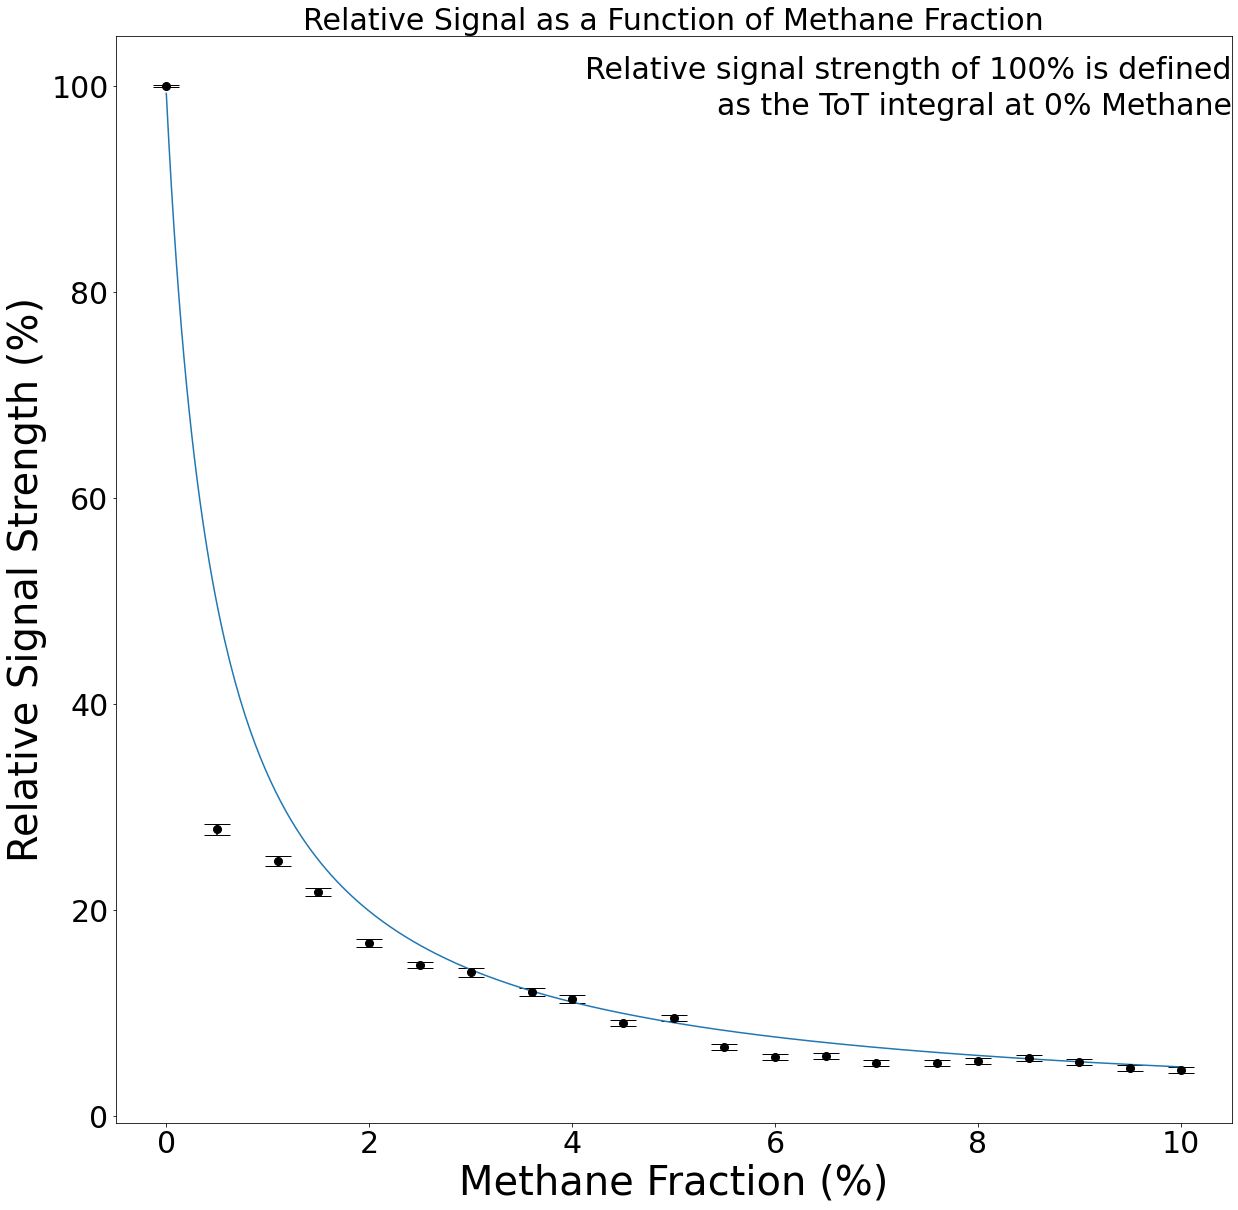 Relative Signal as a Function of Methane Fraction
Relative signal strength of 100% is defined
as the ToT integral at 0% Methane
Relative Signal Strength (%)
100
80
60
40
20
0
0 2 4 6 8 10
Methane Fraction (%)